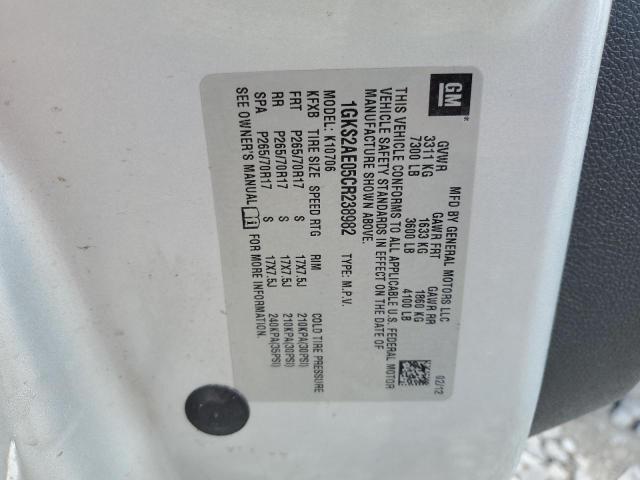 GM
MFD BY GENERAL MOTORS LLC
GVWR GAWR FRT GAWR RR
3311 KG 1633 KG 1860 KG
7300 LB 3600 LB 4100 LB
02/12
THIS VEHICLE CONFORMS TO ALL APPLICABLE U.S. FEDERAL MOTOR
VEHICLE SAFETY STANDARDS IN EFFECT ON THE DATE OF
MANUFACTURE SHOWN ABOVE.
1GKS2AE05CR238982 TYPE: M.P.V.
MODEL: K10706
KFXB TIRE SIZE SPEED RTG RIM COLD TIRE PRESSURE
FRT P265/70R17 S 17X7.5J 210KPA(30PSI)
RR P265/70R17 S 17X7.5J 210KPA(30PSI)
SPA P265/70R17 S 17X7.5J 240KPA(35PSI)
SEE OWNER'S MANUAL FOR MORE INFORMATION.